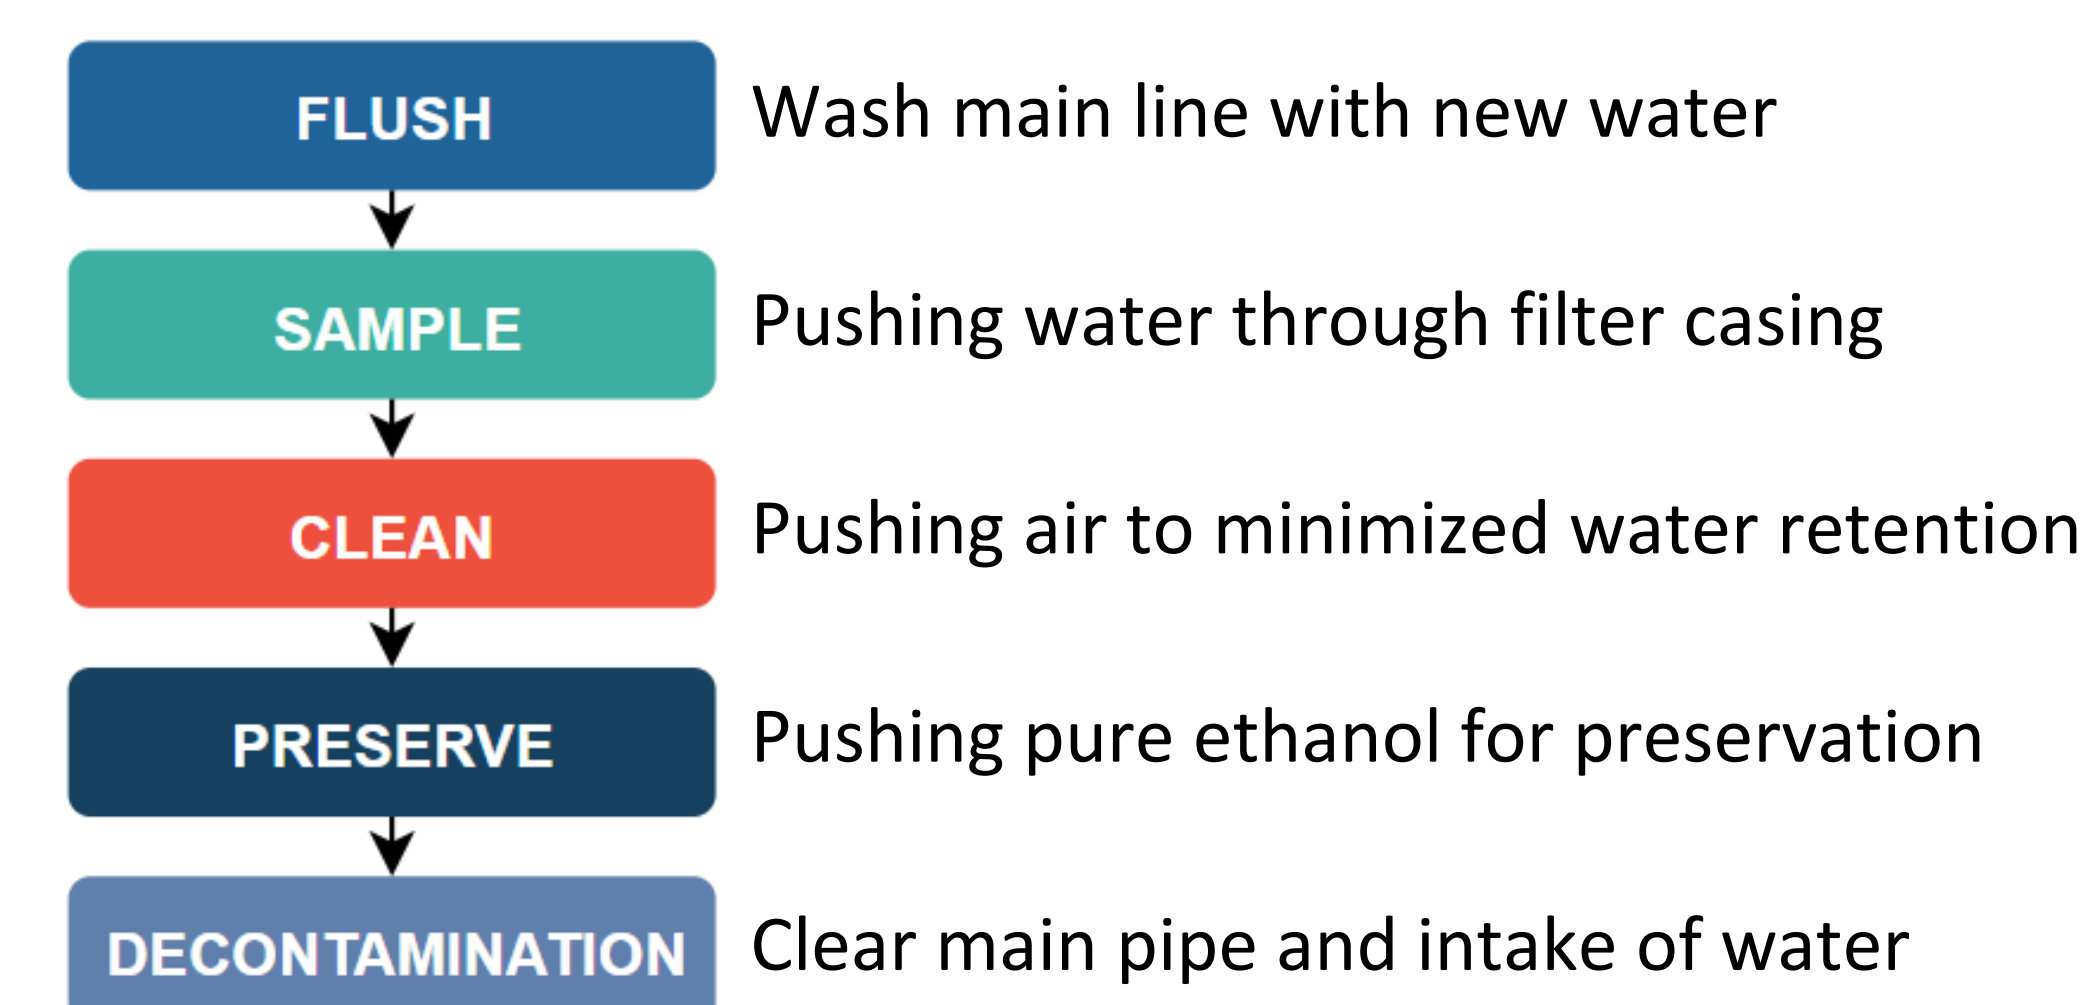 FLUSH
Wash main line with new water
SAMPLE
Pushing water through filter casing
CLEAN
Pushing air to minimized water retention
PRESERVE
Pushing pure ethanol for preservation
DECONTAMINATION
Clear main pipe and intake of water